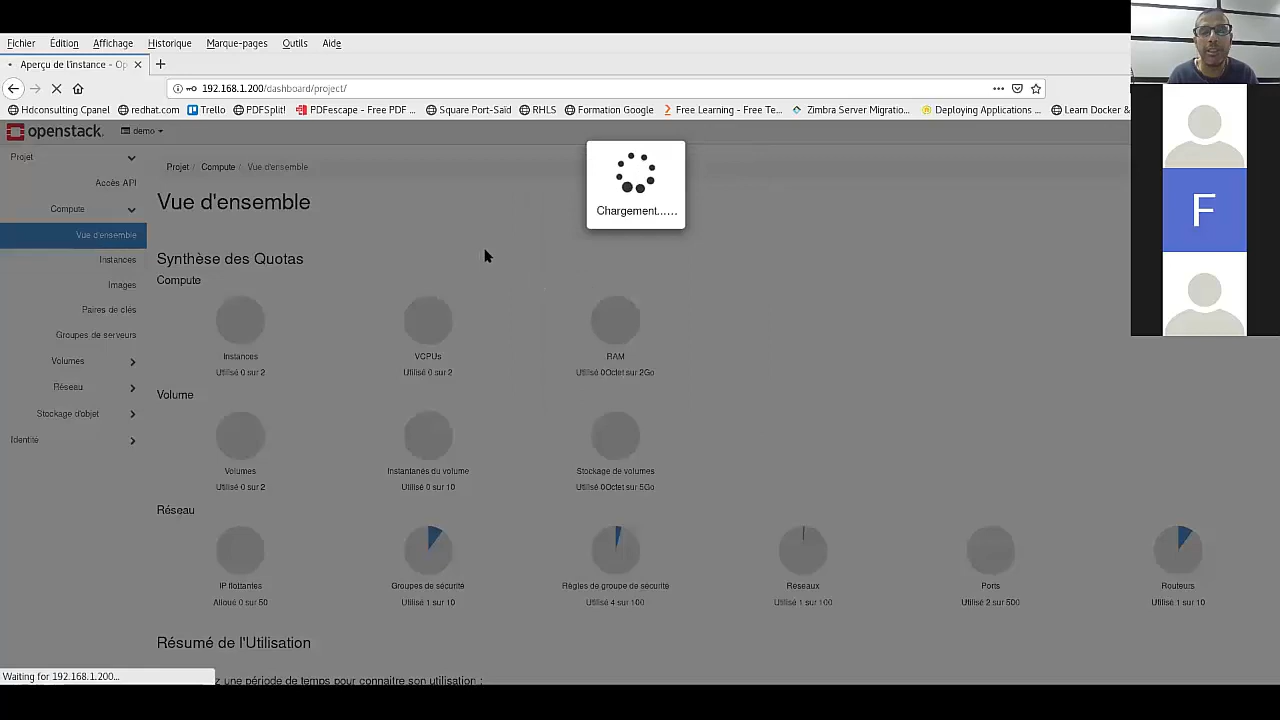 Fichier Édition Affichage Historique Marque-pages Outils Aide
Aperçu de l'instance - Op
192.168.1.200/dashboard/project/
Hdconsulting Cpanel redhat.com Trello PDFSplit! PDFescape - Free PDF ... Square Port-Saïd RHLS Formation Google Free Learning - Free Te... Zimbra Server Migratio... Deploying Applications ... Learn Docker &
openstack. demo
Projet
Accès API
Compute
Vue d'ensemble
Instances
Images
Paires de clés
Groupes de serveurs
Volumes
Réseau
Stockage d'objet
Identité
Projet / Compute / Vue d'ensemble
Vue d'ensemble
Chargement......
Synthèse des Quotas
Compute
Instances VCPUs RAM
Utilisé 0 sur 2 Utilisé 0 sur 2 Utilisé 0Octet sur 2Go
Volume
Volumes Instantanés du volume Stockage de volumes
Utilisé 0 sur 2 Utilisé 0 sur 10 Utilisé 0Octet sur 5Go
Réseau
IP flottantes Groupes de sécurité Règles de groupe de sécurité Réseaux Ports Routeurs
Alloué 0 sur 50 Utilisé 1 sur 10 Utilisé 4 sur 100 Utilisé 1 sur 100 Utilisé 2 sur 500 Utilisé 1 sur 10
Résumé de l'Utilisation
z une période de temps pour connaitre son utilisation :
Waiting for 192.168.1.200...
F